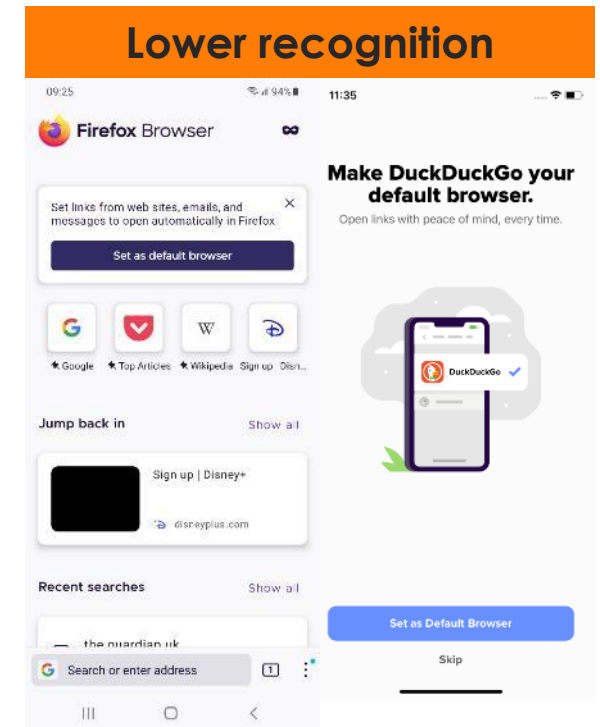 Lower recognition
09:25
94%
Firefox Browser
Set links from web sites, emails, and
messages to open automatically in Firefox
Set as default browser
Google
Top Articles
Wikipedia
Sign up Disn...
Jump back in
Show all
Sign up | Disney+
disneyplus.com
Recent searches
Show all
the guardian uk
Search or enter address
1
11:35
Make DuckDuckGo your
default browser.
Open links with peace of mind, every time.
DuckDuckGo
Set as Default Browser
Skip